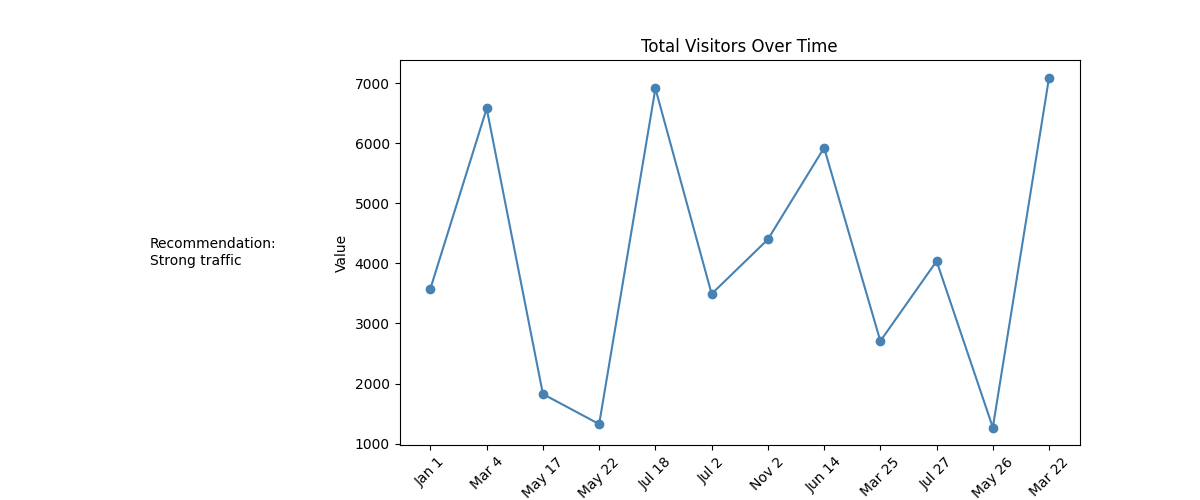 Total Visitors Over Time
Recommendation:
Strong traffic
Value
7000
6000
5000
4000
3000
2000
1000
Jan 1
Mar 4
May 17
May 22
Jul 18
Jul 2
Nov 2
Jun 14
Mar 25
Jul 27
May 26
Mar 22